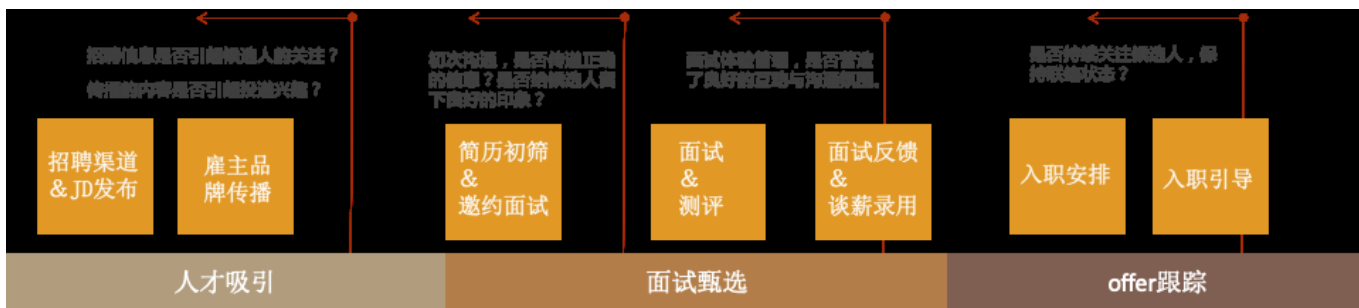 招聘信息是否引起候选人的关注？
传播的内容是否引起投递兴趣？
初次沟通，是否传递正确
的信息？是否给候选人留
下良好的印象？
面试体验管理，是否营造
了良好的互动与沟通氛围。
是否持续关注候选人，保
持联络状态？
招聘渠道
&JD发布
雇主品
牌传播
简历初筛
&
邀约面试
面试
&
测评
面试反馈
&
谈薪录用
入职安排
入职引导
人才吸引
面试甄选
offer跟踪